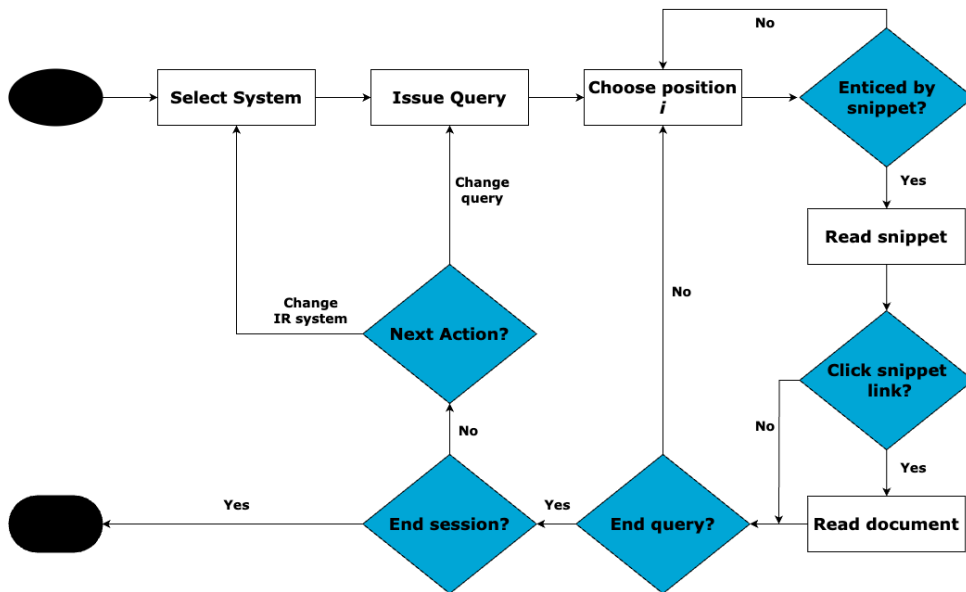 No
Select System
Issue Query
Choose position
i
Enticed by
snippet?
Yes
Change
query
Read snippet
No
Change
IR system
Next Action?
Click snippet
link?
No
No
Yes
Yes
Yes
End session?
End query?
Read document